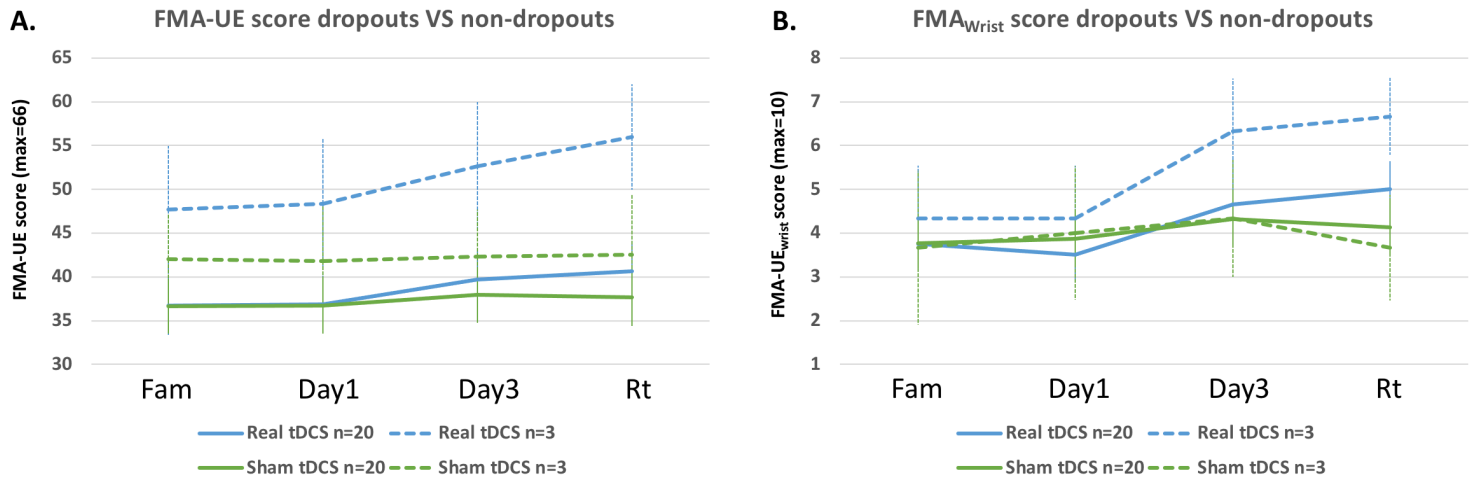 A.
FMA-UE score dropouts VS non-dropouts
FMA-UE score (max=66)
65
60
55
50
45
40
35
30
Fam Day1 Day3 Rt
Real tDCS n=20 Real tDCS n=3
Sham tDCS n=20 Sham tDCS n=3
B.
FMAWrist score dropouts VS non-dropouts
FMA-UEwrist score (max=10)
8
7
6
5
4
3
2
1
Fam Day1 Day3 Rt
Real tDCS n=20 Real tDCS n=3
Sham tDCS n=20 Sham tDCS n=3